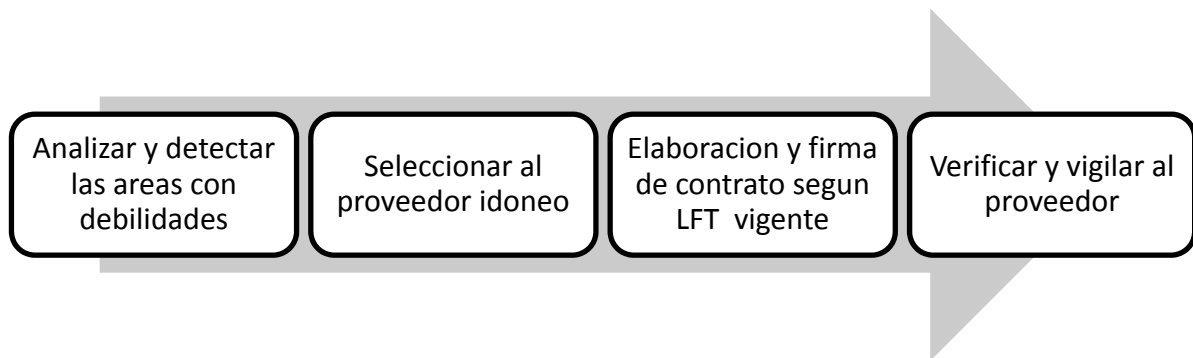 Analizar y detectar
las areas con
debilidades
Seleccionar al
proveedor idoneo
Elaboracion y firma
de contrato segun
LFT  vigente
Verificar y vigilar al
proveedor